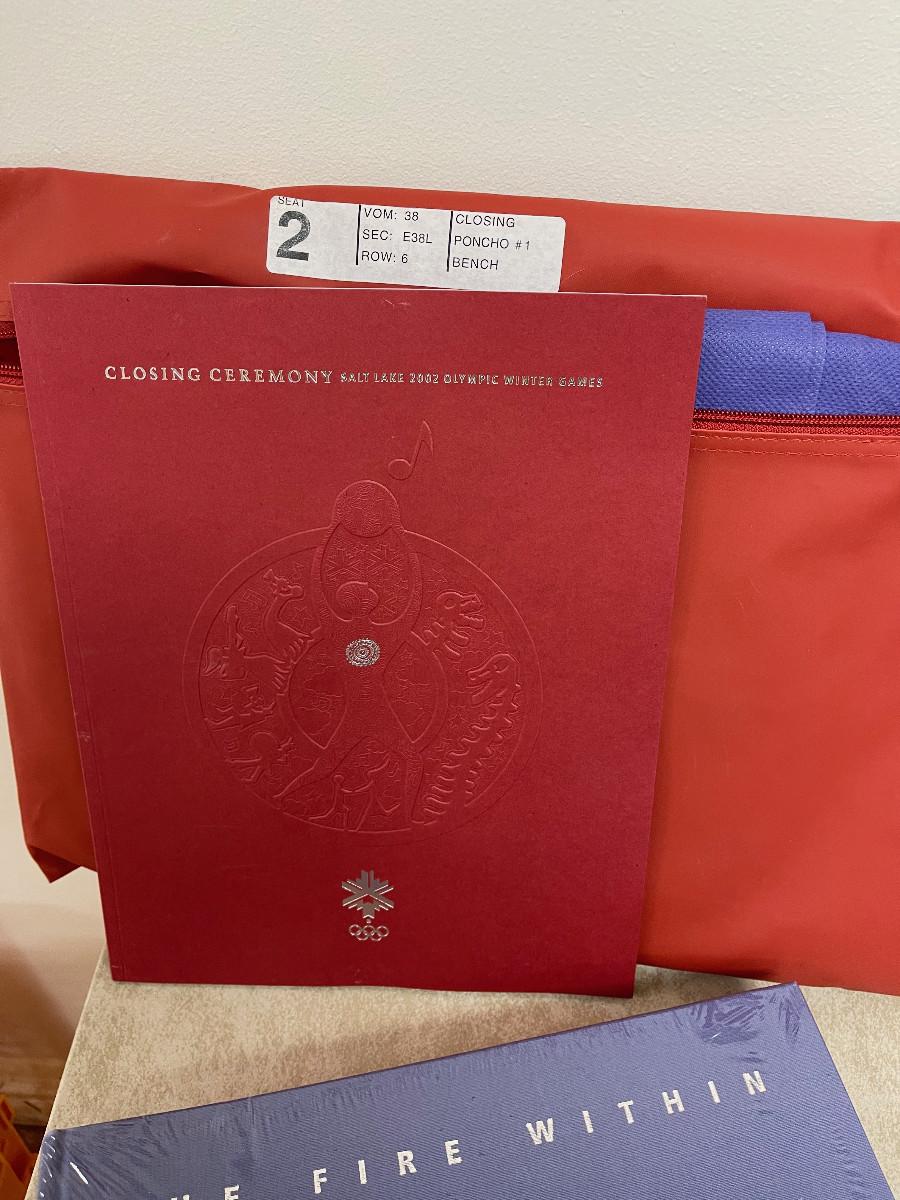 SEAT
2
VOM: 38
SEC: E38L
ROW: 6
CLOSING
PONCHO #1
BENCH
CLOSING CEREMONY SALT LAKE 2002 OLYMPIC WINTER GAMES
FIRE WITHIN